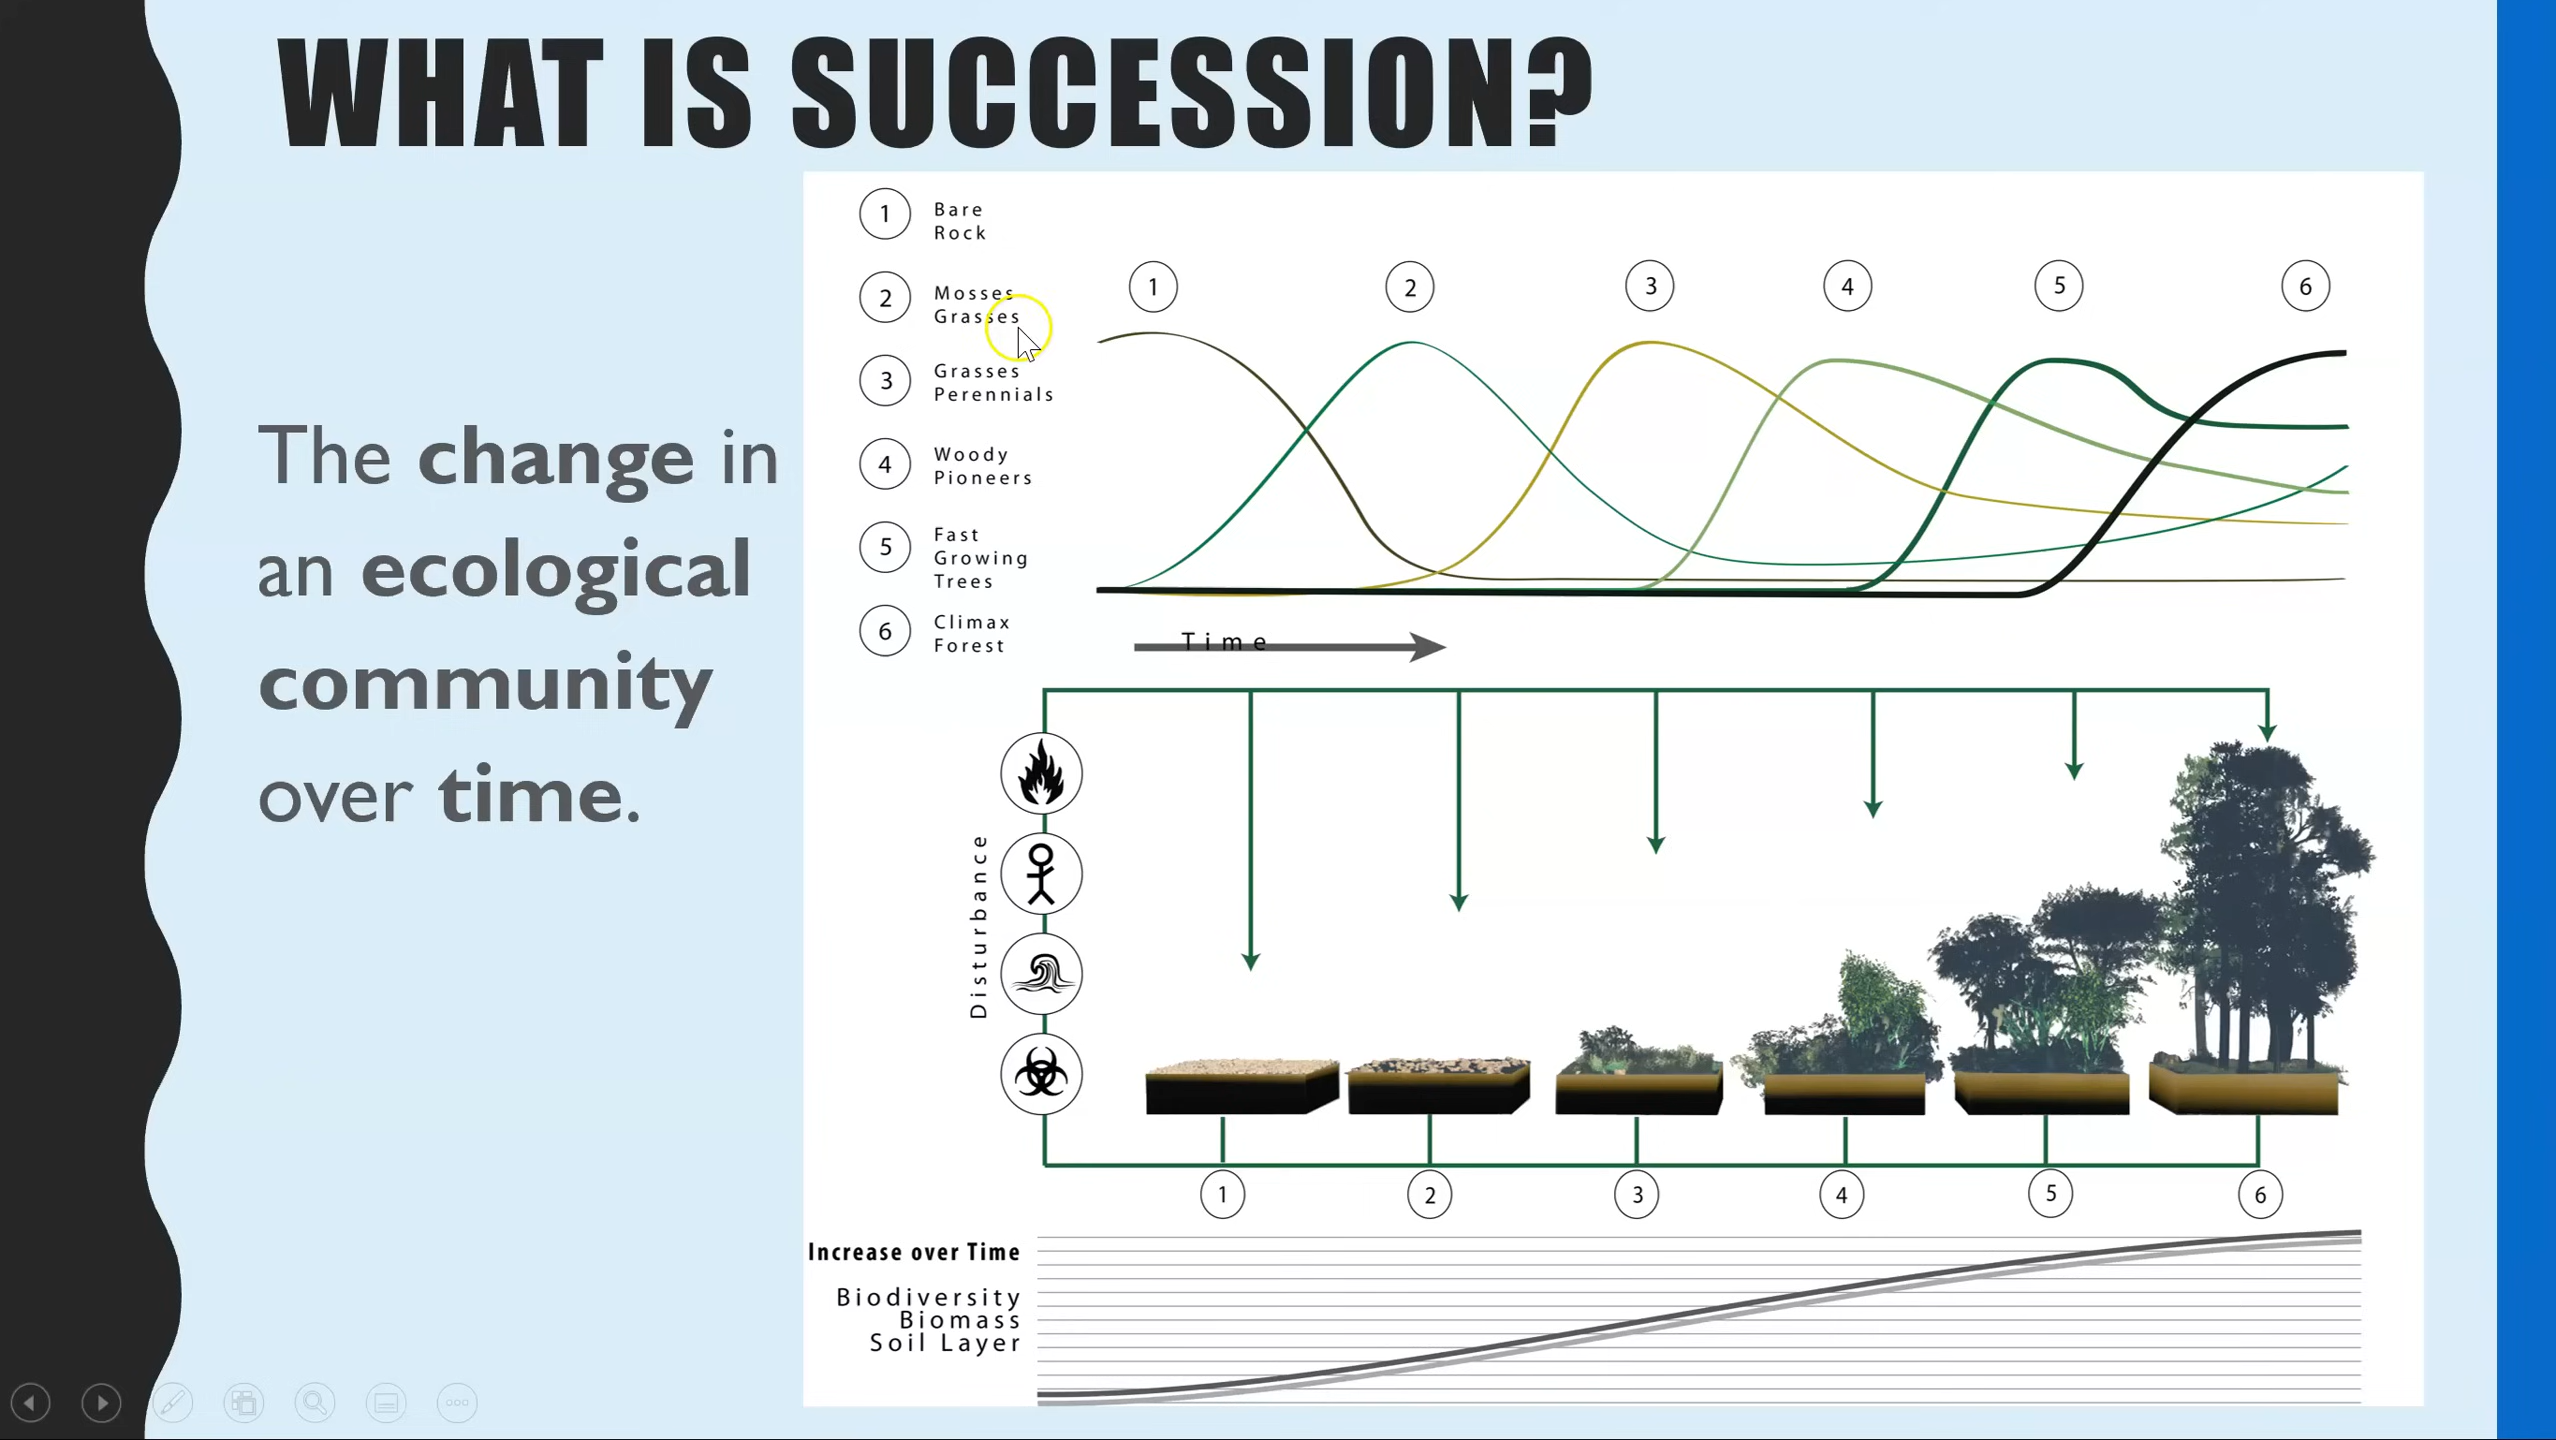 WHAT IS SUCCESSION?
The change in
an ecological
community
over time.
1 Bare
Rock
2 Mosses
Grasses
3 Grasses
Perennials
4 Woody
Pioneers
5 Fast
Growing
Trees
6 Climax
Forest
1 2 3 4 5 6
Time
Disturbance
1 2 3 4 5 6
Increase over Time
Biodiversity
Biomass
Soil Layer